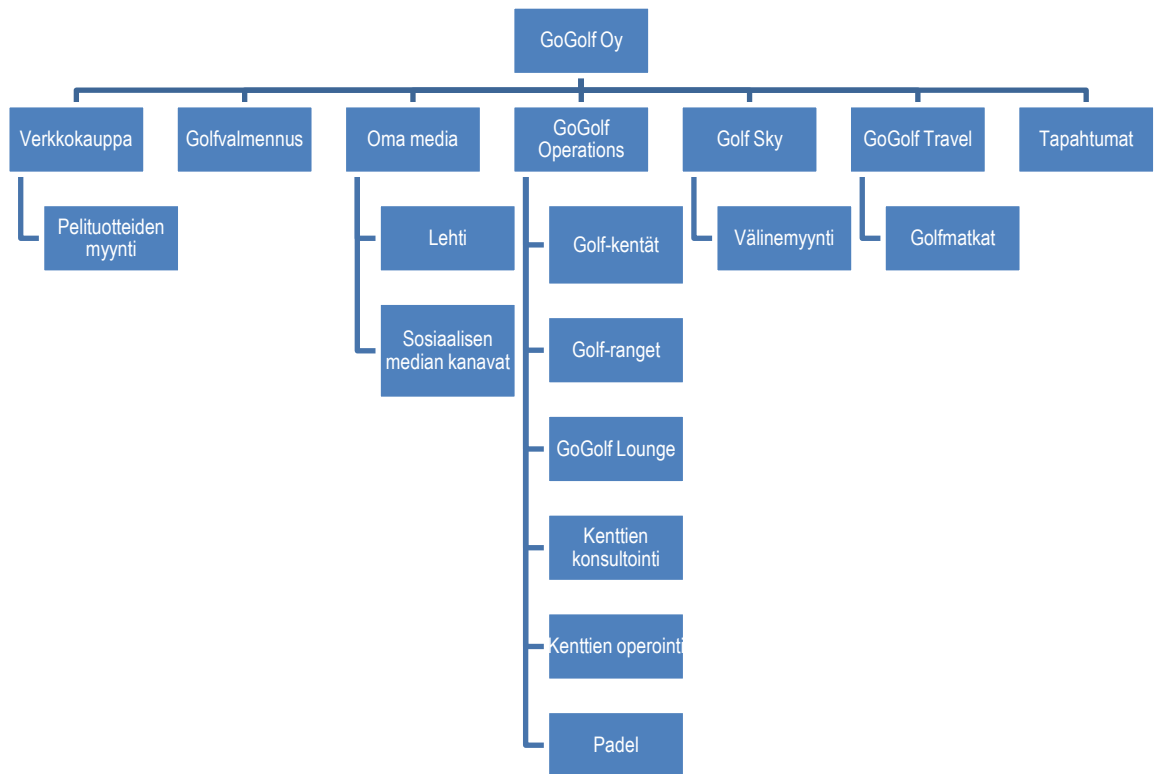 GoGolf Oy
Verkkokauppa
Golfvalmennus
Oma media
GoGolf
Operations
Golf Sky
GoGolf Travel
Tapahtumat
Pelituotteiden
myynti
Lehti
Sosiaalisen
median kanavat
Golf-kentät
Golf-ranget
GoGolf Lounge
Kenttien
konsultointi
Kenttien operointi
Padel
Välinemyynti
Golfmatkat